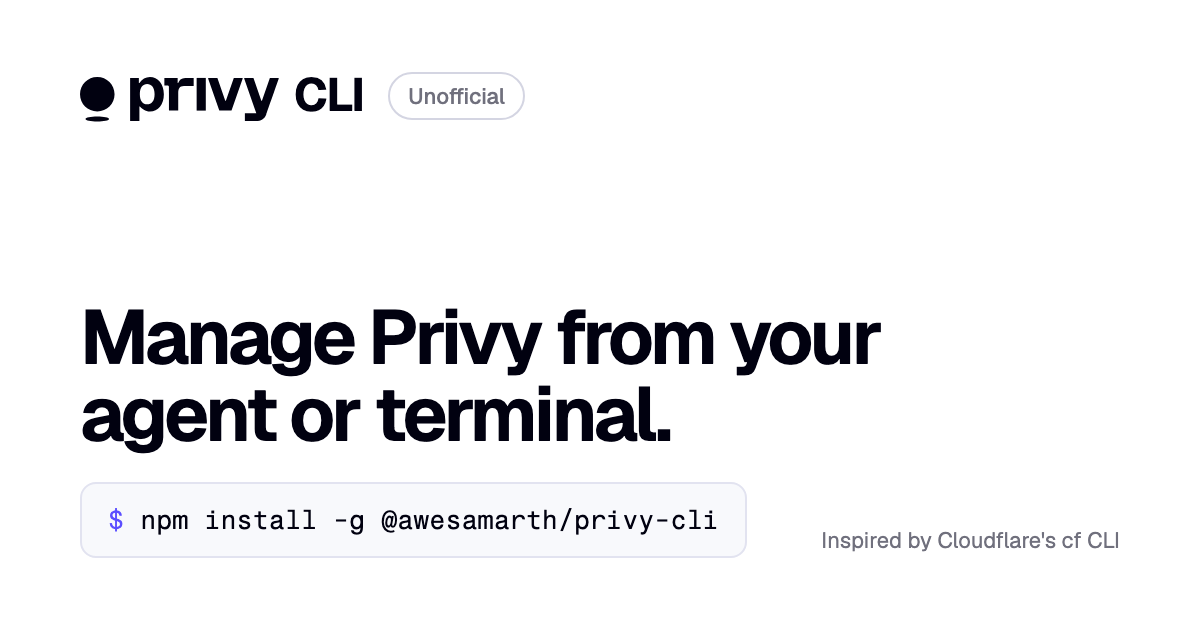 privy CLI Unofficial
Manage Privy from your
agent or terminal.
$ npm install -g @awesamarth/privy-cli
Inspired by Cloudflare's cf CLI